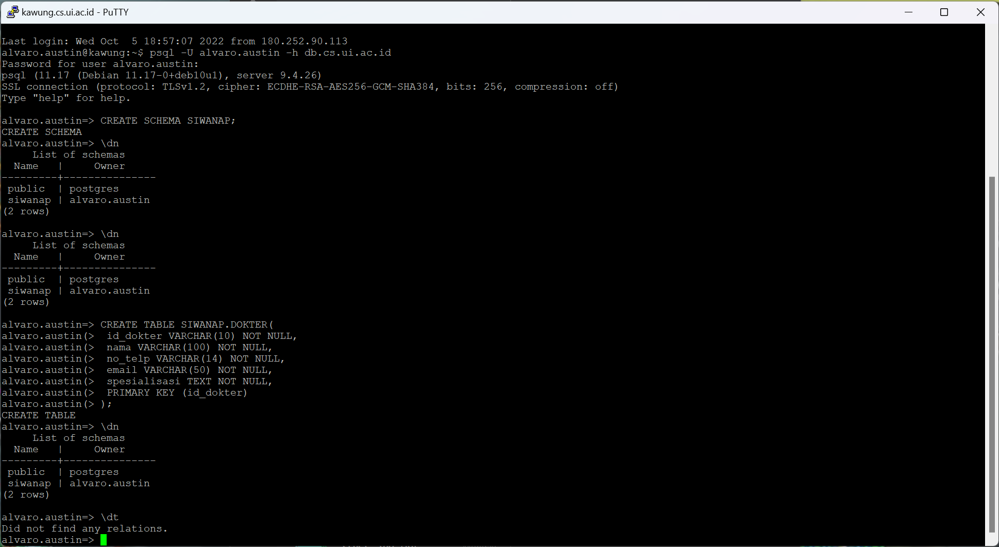 kawung.cs.ui.ac.id - PuTTY
Last login: Wed Oct  5 18:57:07 2022 from 180.252.90.113
alvaro.austin@kawung:~$ psql -U alvaro.austin -h db.cs.ui.ac.id
Password for user alvaro.austin:
psql (11.17 (Debian 11.17-0+deb10u1), server 9.4.26)
SSL connection (protocol: TLSv1.2, cipher: ECDHE-RSA-AES256-GCM-SHA384, bits: 256, compression: off)
Type "help" for help.

alvaro.austin=> CREATE SCHEMA SIWANAP;
CREATE SCHEMA
alvaro.austin=> \dn
     List of schemas
  Name   |     Owner
---------+---------------
 public  | postgres
 siwanap | alvaro.austin
(2 rows)

alvaro.austin=> \dn
     List of schemas
  Name   |     Owner
---------+---------------
 public  | postgres
 siwanap | alvaro.austin
(2 rows)

alvaro.austin=> CREATE TABLE SIWANAP.DOKTER(
alvaro.austin(>  id_dokter VARCHAR(10) NOT NULL,
alvaro.austin(>  nama VARCHAR(100) NOT NULL,
alvaro.austin(>  no_telp VARCHAR(14) NOT NULL,
alvaro.austin(>  email VARCHAR(50) NOT NULL,
alvaro.austin(>  spesialisasi TEXT NOT NULL,
alvaro.austin(>  PRIMARY KEY (id_dokter)
alvaro.austin(> );
CREATE TABLE
alvaro.austin=> \dn
     List of schemas
  Name   |     Owner
---------+---------------
 public  | postgres
 siwanap | alvaro.austin
(2 rows)

alvaro.austin=> \dt
Did not find any relations.
alvaro.austin=>